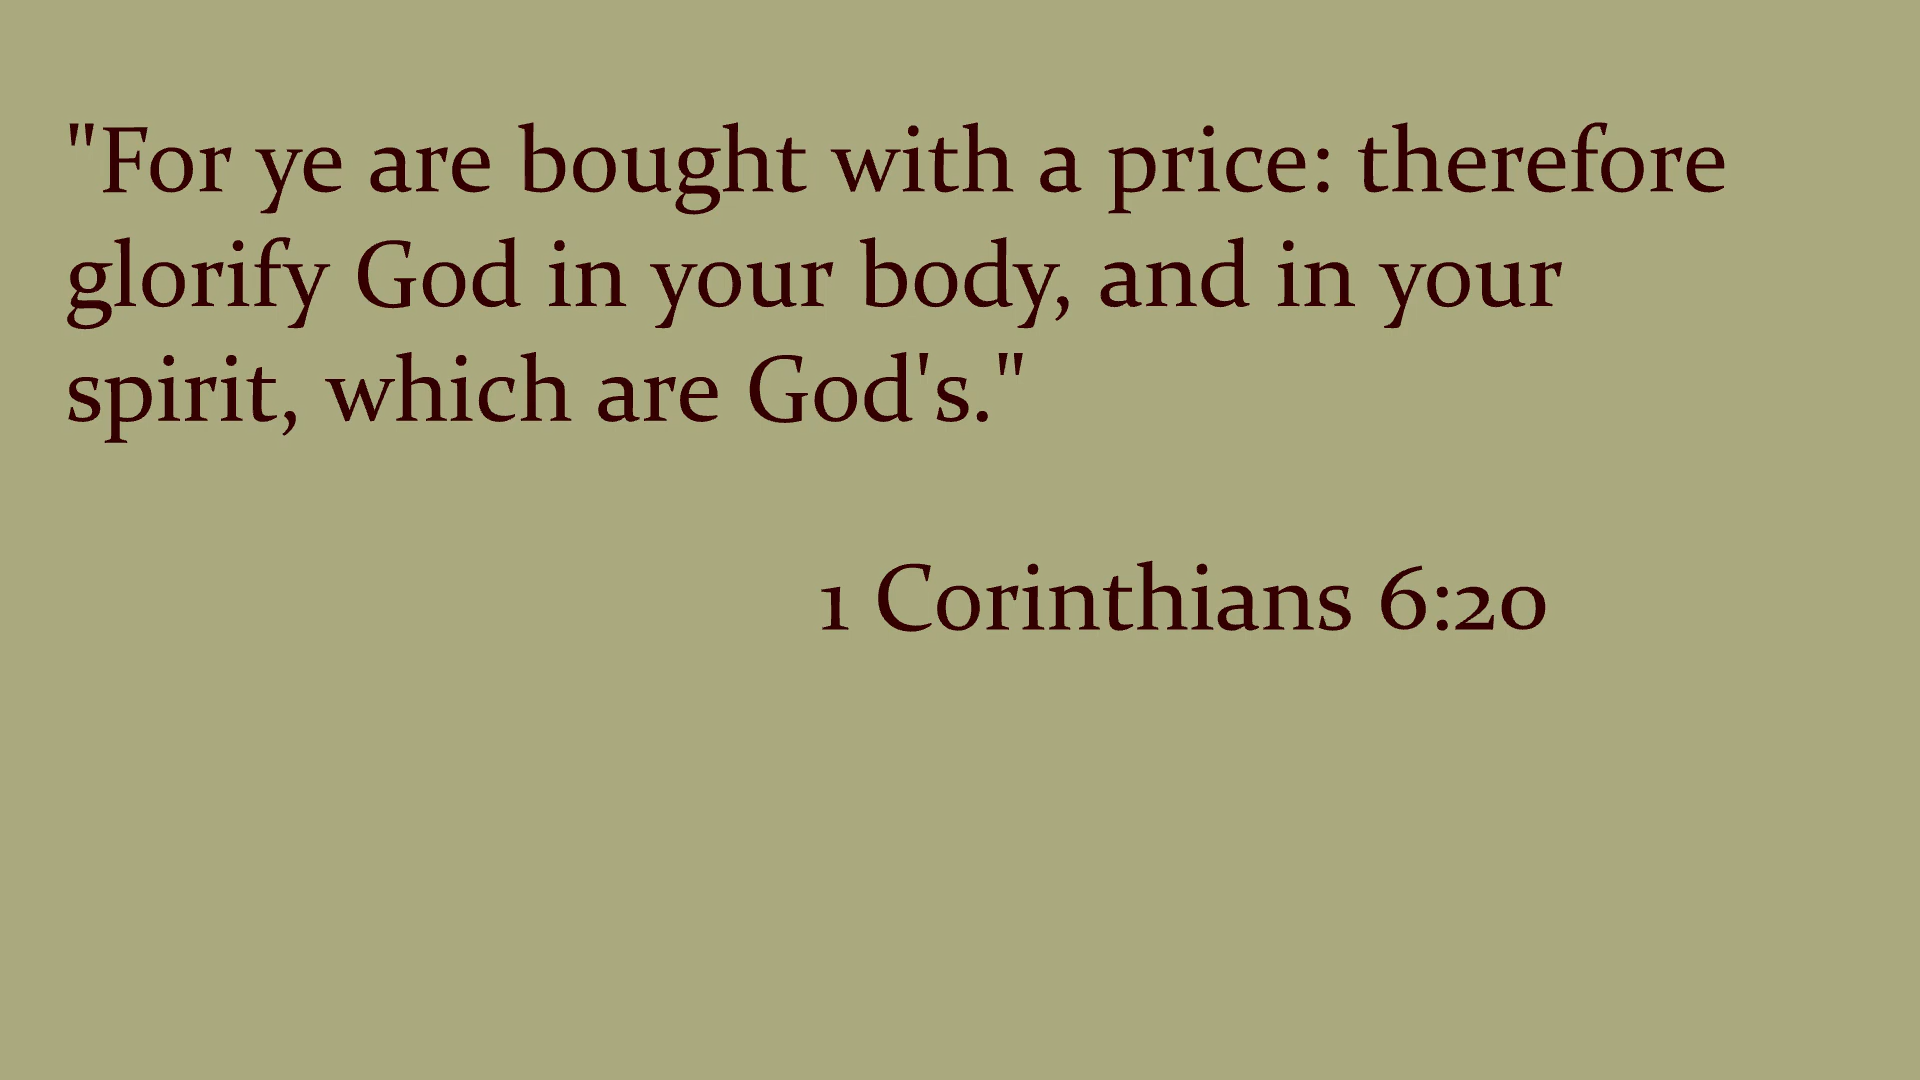 "For ye are bought with a price: therefore
glorify God in your body, and in your
spirit, which are God's."
1 Corinthians 6:20